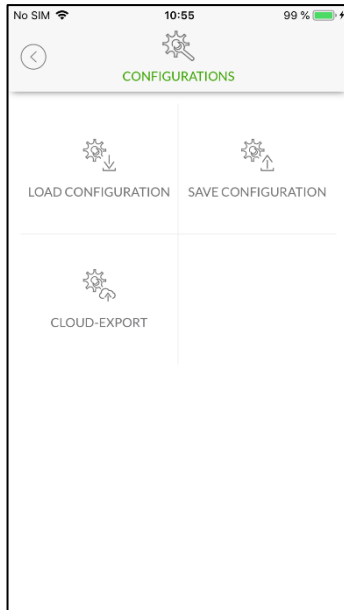 No SIM 10:55 99 %
CONFIGURATIONS
LOAD CONFIGURATION SAVE CONFIGURATION
CLOUD-EXPORT